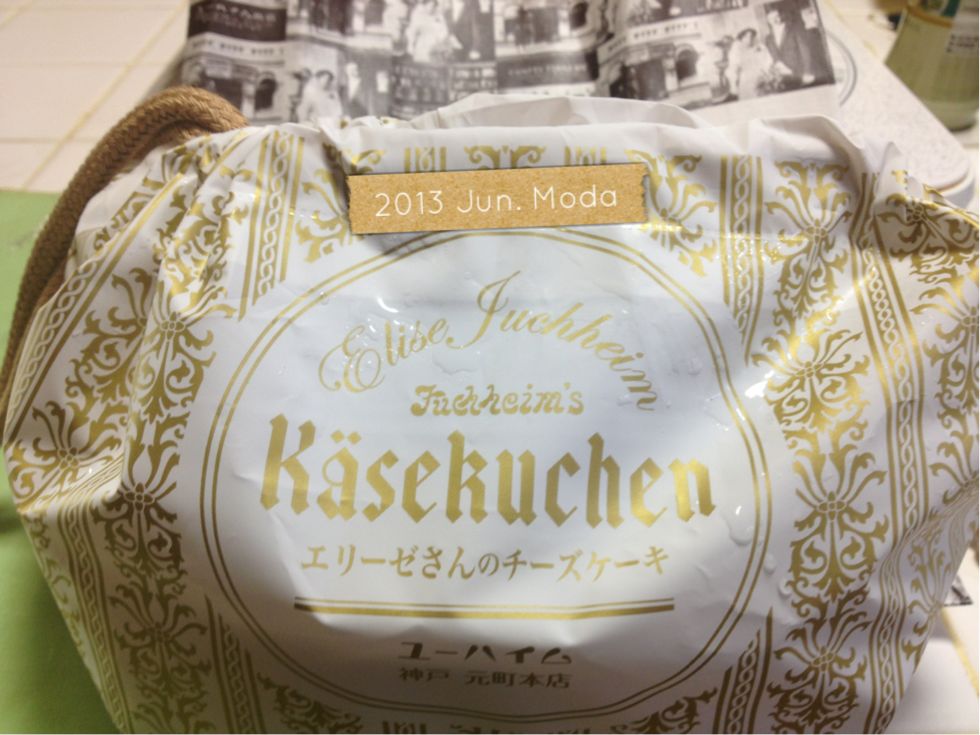 2013 Jun. Moda
Elise Juchheim
Juchheim's
Käsekuchen
エリーゼさんのチーズケーキ
ユーハイム
神戸 元町本店